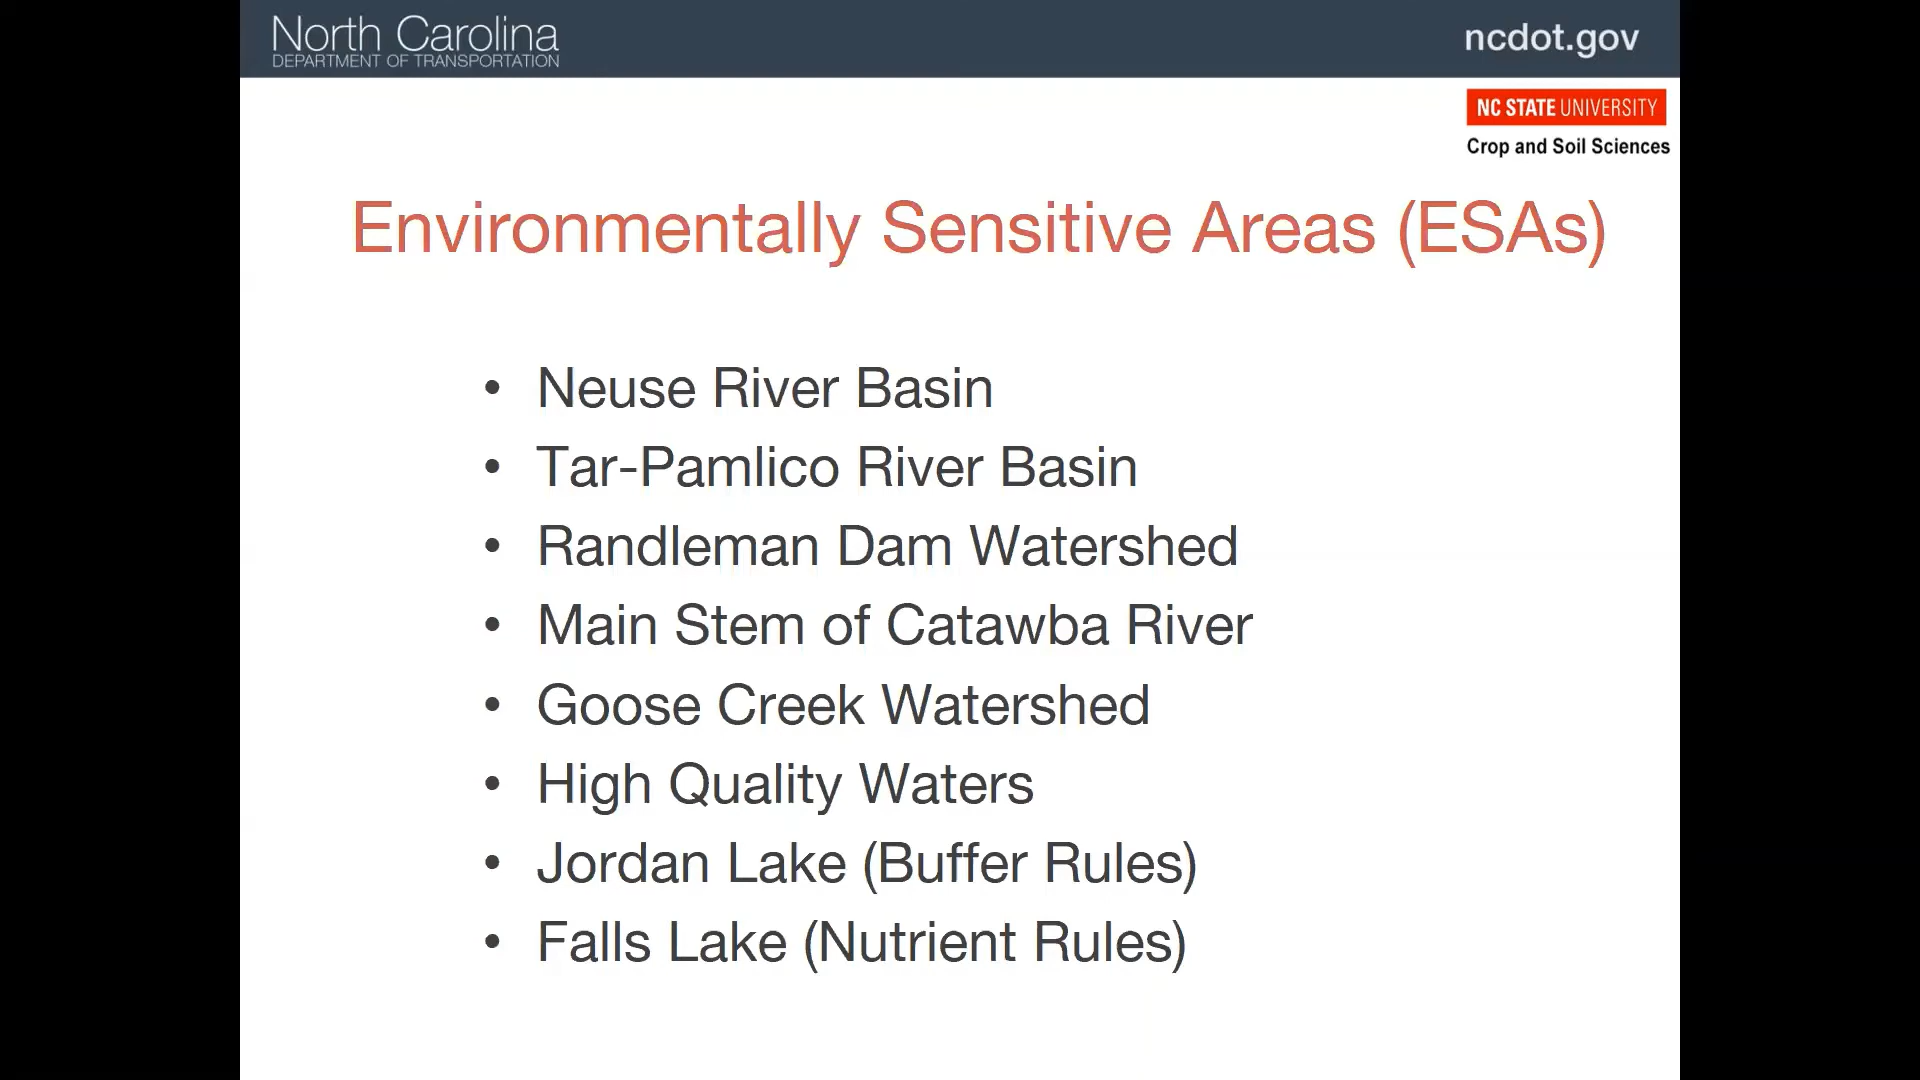 North Carolina
DEPARTMENT OF TRANSPORTATION
ncdot.gov
NC STATE UNIVERSITY
Crop and Soil Sciences
Environmentally Sensitive Areas (ESAs)
• Neuse River Basin
• Tar-Pamlico River Basin
• Randleman Dam Watershed
• Main Stem of Catawba River
• Goose Creek Watershed
• High Quality Waters
• Jordan Lake (Buffer Rules)
• Falls Lake (Nutrient Rules)